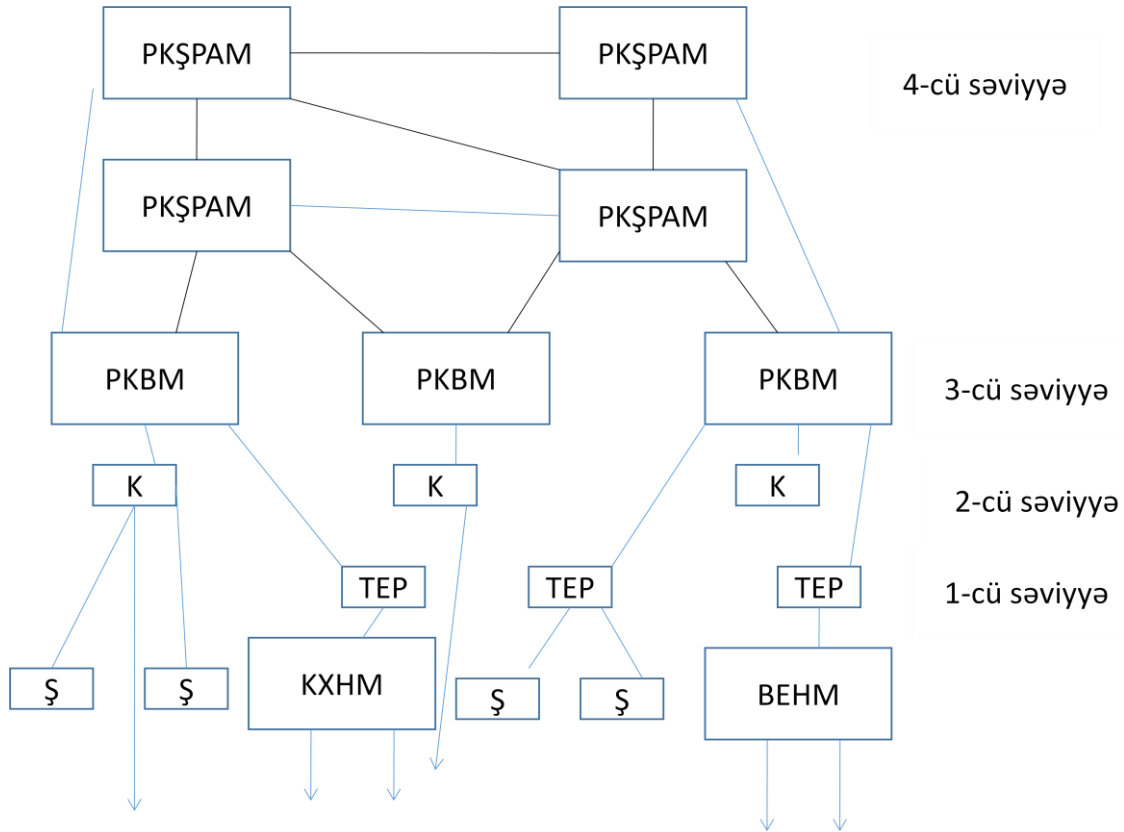 PKŞPAM
PKŞPAM
4-cü səviyyə
PKŞPAM
PKŞPAM
PKBM
PKBM
PKBM
3-cü səviyyə
K
K
K
2-cü səviyyə
TEP
TEP
TEP
1-cü səviyyə
Ş
Ş
KXHM
Ş
Ş
BEHM